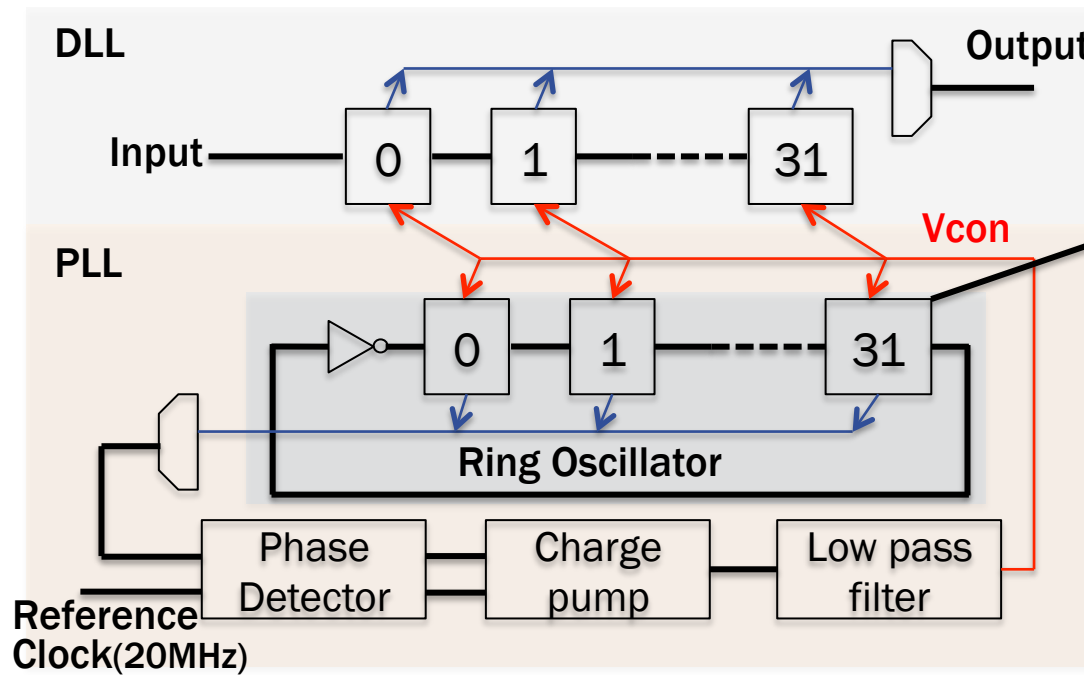 DLL
Output
Input
0
1
31
Vcon
PLL
0
1
31
Ring Oscillator
Phase
Detector
Charge
pump
Low pass
filter
Reference
Clock(20MHz)